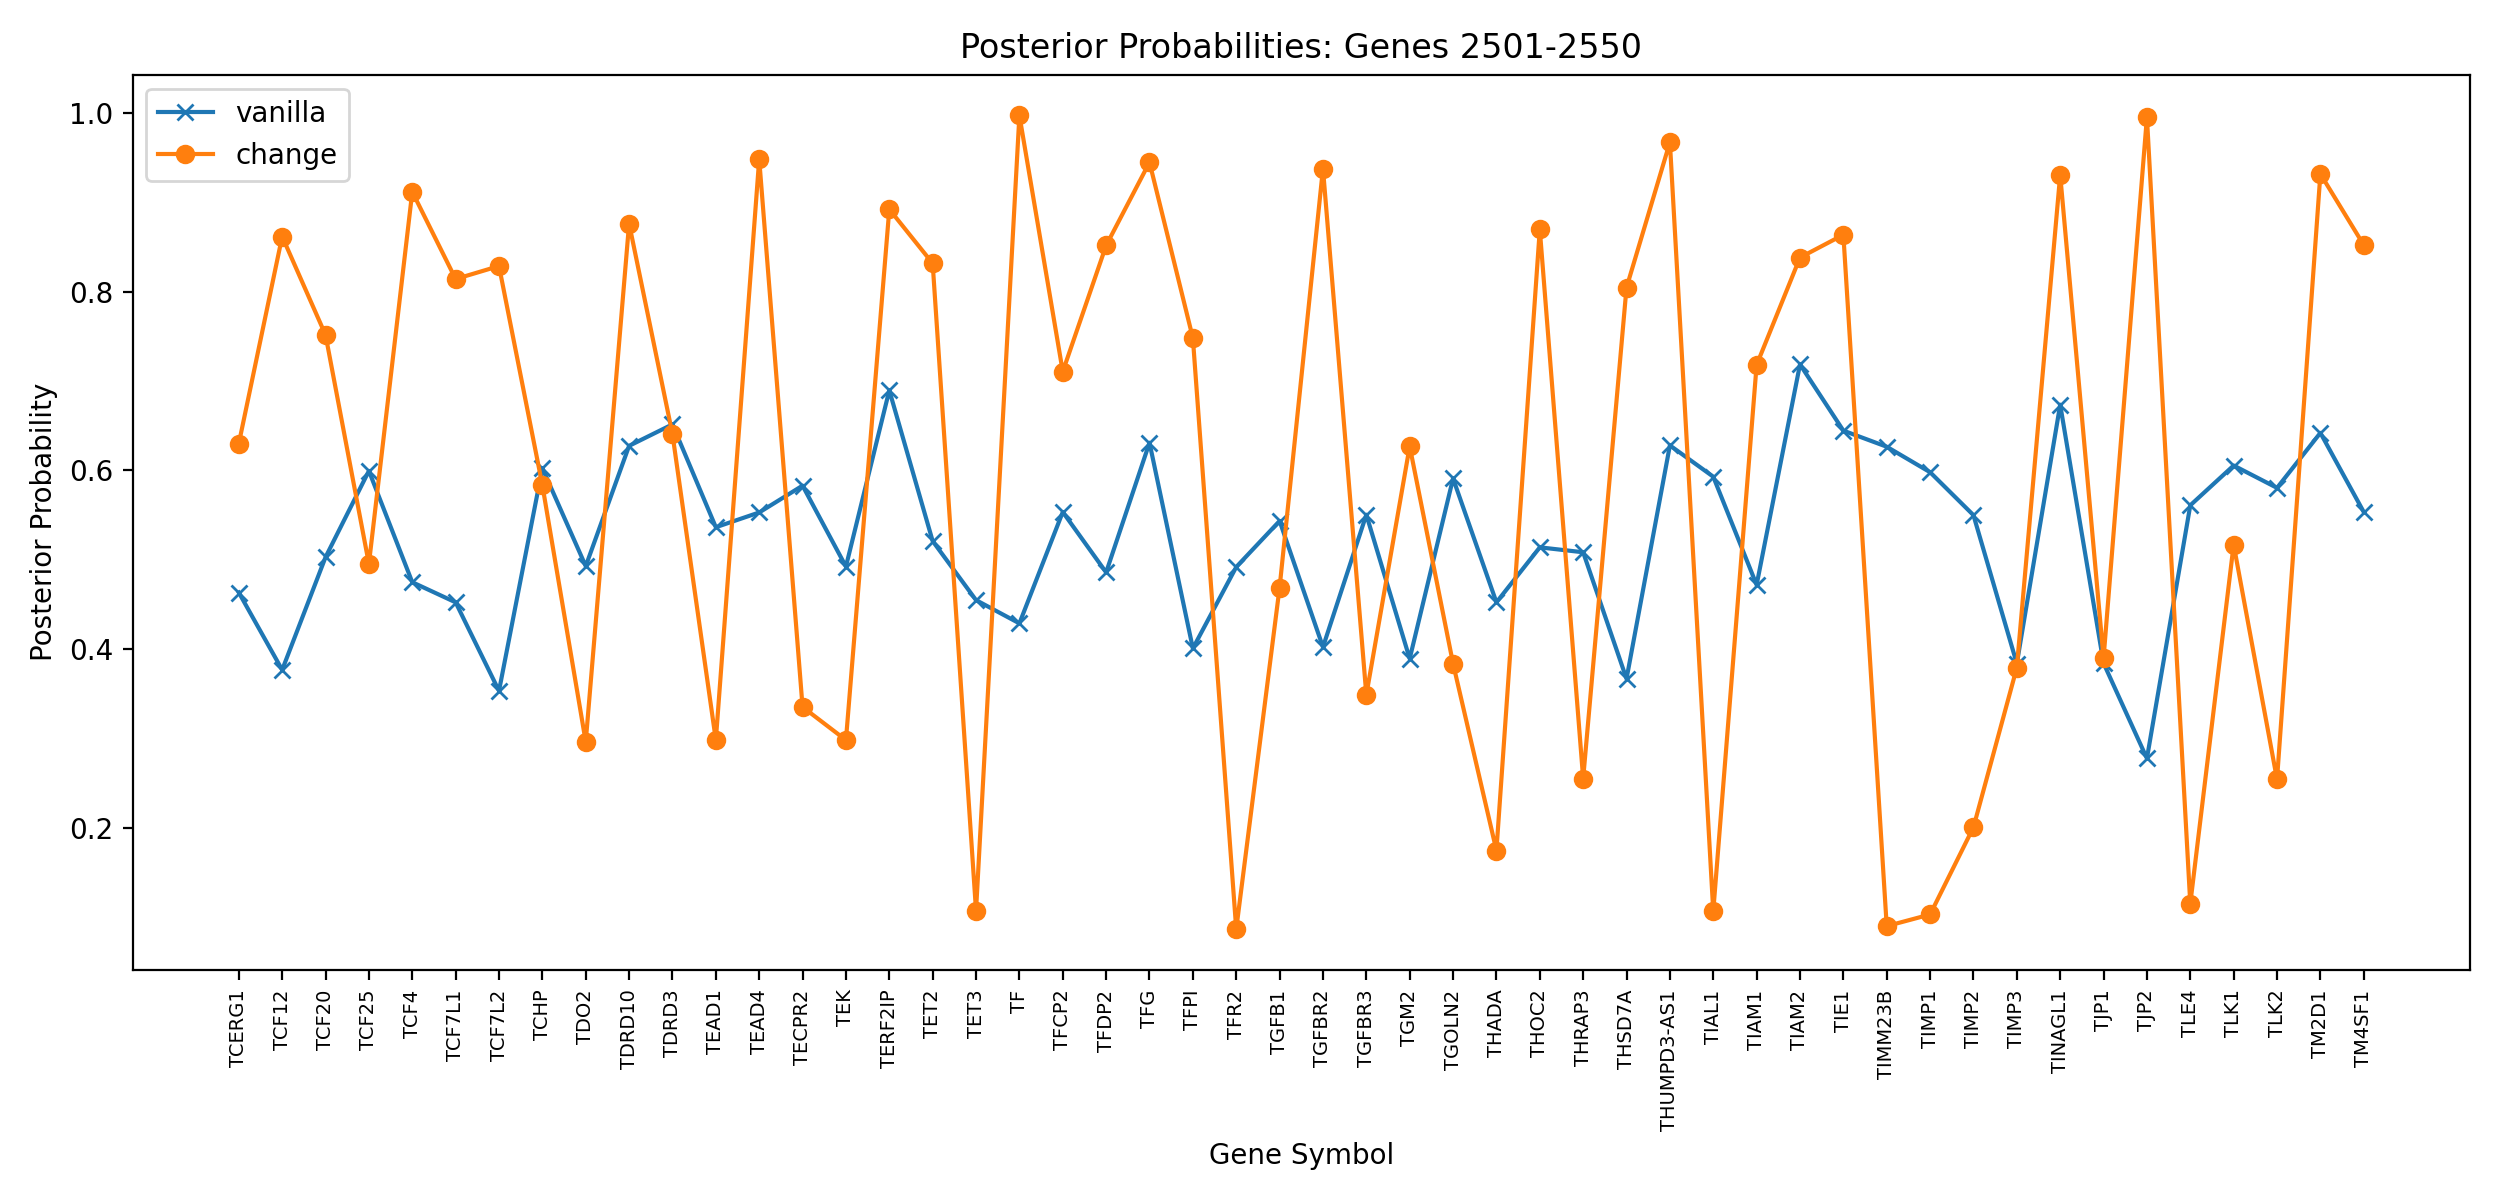 Posterior Probabilities: Genes 2501-2550
vanilla
change
Posterior Probability
1.0
0.8
0.6
0.4
0.2
TCERG1
TCF12
TCF20
TCF25
TCF4
TCF7L1
TCF7L2
TCHP
TDO2
TDRD10
TDRD3
TEAD1
TEAD4
TECPR2
TEK
TERF2IP
TET2
TET3
TF
TFCP2
TFDP2
TFG
TFPI
TFR2
TGFB1
TGFBR2
TGFBR3
TGM2
TGOLN2
THADA
THOC2
THRAP3
THSD7A
THUMPD3-AS1
TIAL1
TIAM1
TIAM2
TIE1
TIMM23B
TIMP1
TIMP2
TIMP3
TINAGL1
TJP1
TJP2
TLE4
TLK1
TLK2
TM2D1
TM4SF1
Gene Symbol